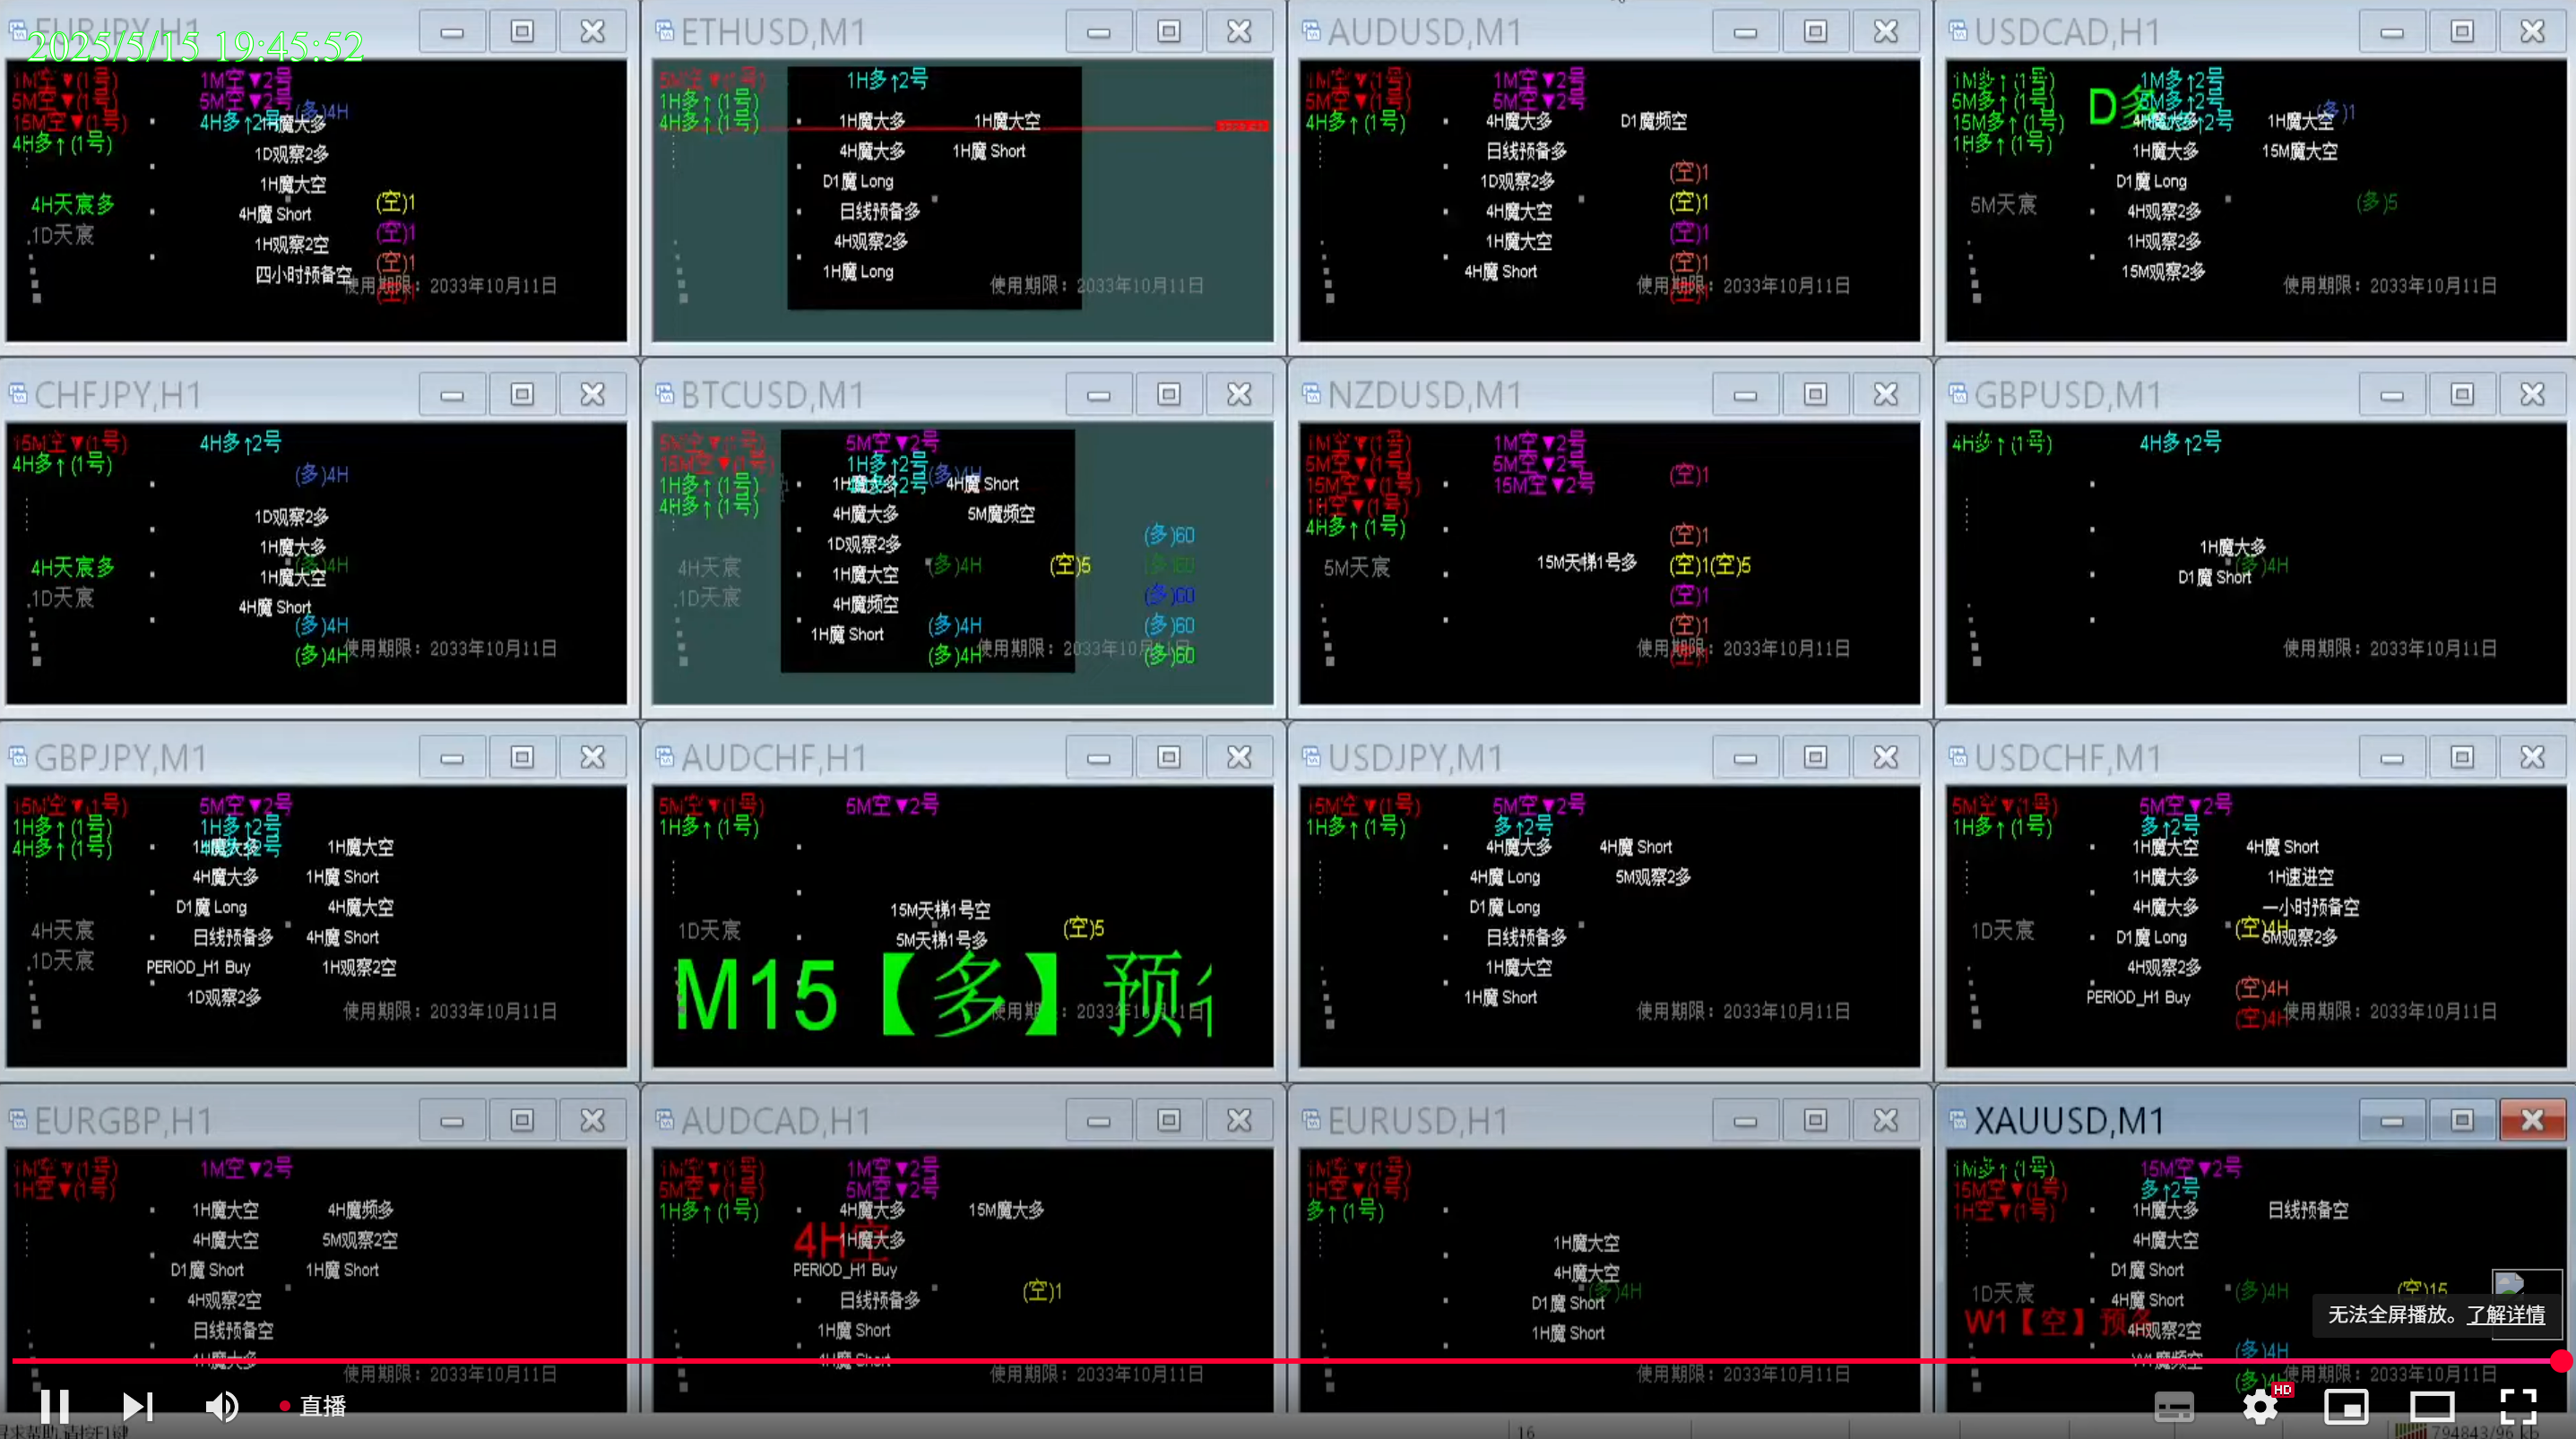 EURJPY,H1
2025/5/15 19:45:52
1M空▼(1号) 1M空▼2号
5M空▼(1号) 5M空▼2号
(多)4H
15M空▼(1号) 4H多↑2号 1H魔大多
4H多↑(1号)
1D观察2多
1H魔大空
4H天宸多 (空)1
4H魔 Short
.1D天宸 (空)1
1H观察2空
(空)1
四小时预备空
使用期限：2033年10月11日
ETHUSD,M1
5M空▼(1号) 1H多↑2号
1H多↑(1号)
4H多↑(1号) 1H魔大多 1H魔大空
4H魔大多 1H魔 Short
D1魔 Long
日线预备多
4H观察2多
1H魔 Long
使用期限：2033年10月11日
AUDUSD,M1
1M空▼(1号) 1M空▼2号
5M空▼(1号) 5M空▼2号
4H多↑(1号) 4H魔大多 D1魔频空
日线预备多
(空)1
1D观察2多
(空)1
4H魔大空
(空)1
1H魔大空
(空)1
4H魔 Short
使用期限：2033年10月11日
USDCAD,H1
1M多↑(1号) 1M多↑2号
5M多↑(1号) D多 5M多↑2号
(多)1
15M多↑(1号) 4H魔大多 1H魔大空
1H多↑(1号)
1H魔大多 15M魔大空
D1魔 Long
5M天宸 4H观察2多 (多)5
1H观察2多
15M观察2多
使用期限：2033年10月11日
CHFJPY,H1
15M空▼(1号) 4H多↑2号
4H多↑(1号)
(多)4H
1D观察2多
1H魔大多
4H天宸多 (多)4H
1H魔大空
.1D天宸
4H魔 Short
(多)4H
(多)4H
使用期限：2033年10月11日
BTCUSD,M1
5M空▼(1号) 5M空▼2号
15M空▼(1号) 1H多↑2号 (多)4H
1H多↑(1号) 1H魔大多 4H魔 Short
4H多↑(1号)
4H魔大多 5M魔频空
(多)60
1D观察2多
4H天宸 1H魔大空 (多)4H (空)5 (多)60
.1D天宸 4H魔频空 (多)60
(多)4H (多)60
1H魔 Short
(多)4H (多)60
使用期限：2033年10月11日
NZDUSD,M1
1M空▼(1号) 1M空▼2号
5M空▼(1号) 5M空▼2号
(空)1
15M空▼(1号) 15M空▼2号
1H空▼(1号)
4H多↑(1号)
(空)1
5M天宸 15M天梯1号多 (空)1(空)5
(空)1
(空)1
使用期限：2033年10月11日
GBPUSD,M1
4H多↑(1号) 4H多↑2号
1H魔大多
(多)4H
D1魔 Short
使用期限：2033年10月11日
GBPJPY,M1
15M空▼(1号) 5M空▼2号
1H多↑(1号) 1H多↑2号
4H多↑(1号) 1H魔大多 1H魔大空
4H魔大多 1H魔 Short
D1魔 Long 4H魔大空
4H天宸 日线预备多 4H魔 Short
.1D天宸 PERIOD_H1 Buy 1H观察2空
1D观察2多
使用期限：2033年10月11日
AUDCHF,H1
5M空▼(1号) 5M空▼2号
1H多↑(1号)
15M天梯1号空
1D天宸 (空)5
5M天梯1号多
M15【多】预
使用期限：2033年10月11日
USDJPY,M1
15M空▼(1号) 5M空▼2号
1H多↑(1号) 多↑2号
4H魔大多 4H魔 Short
4H魔 Long 5M观察2多
D1魔 Long
日线预备多
1H魔大空
1H魔 Short
使用期限：2033年10月11日
USDCHF,M1
5M空▼(1号) 5M空▼2号
1H多↑(1号) 多↑2号
1H魔大空 4H魔 Short
1H魔大多 1H速进空
4H魔大多 一小时预备空
1D天宸 D1魔 Long (空)4H 5M观察2多
4H观察2多
(空)4H
PERIOD_H1 Buy
(空)4H
使用期限：2033年10月11日
EURGBP,H1
1M空▼(1号) 1M空▼2号
1H空▼(1号)
1H魔大空 4H魔频多
4H魔大空 5M观察2空
D1魔 Short 1H魔 Short
4H观察2空
日线预备空
1H魔大多
使用期限：2033年10月11日
AUDCAD,H1
1M空▼(1号) 1M空▼2号
5M空▼(1号) 5M空▼2号
1H多↑(1号) 4H魔大多 15M魔大多
4H空 1H魔大多
PERIOD_H1 Buy
日线预备多 (空)1
1H魔 Short
4H魔 Short
使用期限：2033年10月11日
EURUSD,H1
1M空▼(1号)
1H空▼(1号)
多↑(1号)
1H魔大空
4H魔大空
(多)4H
D1魔 Short
1H魔 Short
使用期限：2033年10月11日
XAUUSD,M1
1M多↑(1号) 15M空▼2号
15M空▼(1号) 多↑2号
1H空▼(1号) 1H魔大多 日线预备空
4H魔大空
D1魔 Short
1D天宸 4H魔 Short (多)4H (空)15
W1【空】预 4H观察2空
(多)4H
W1魔频空
使用期限：2033年10月11日
无法全屏播放。了解详情
直播
HD
16